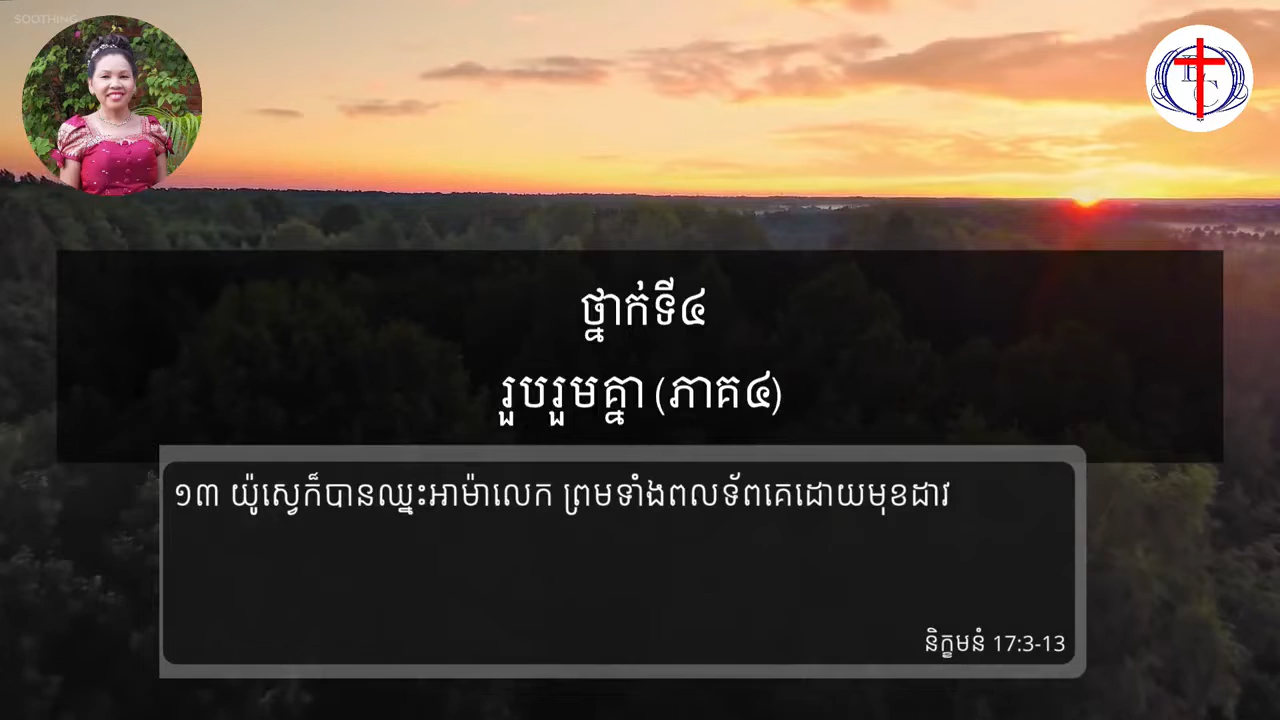 SOOTHING
B
C
ថ្នាក់ទី៤
រួបរួមគ្នា (ភាគ៤)
១៣ យ៉ូស្វេក៏បានឈ្នះអាម៉ាលេក ព្រមទាំងពលទ័ពគេដោយមុខដាវ
និក្ខមនំ 17:3-13